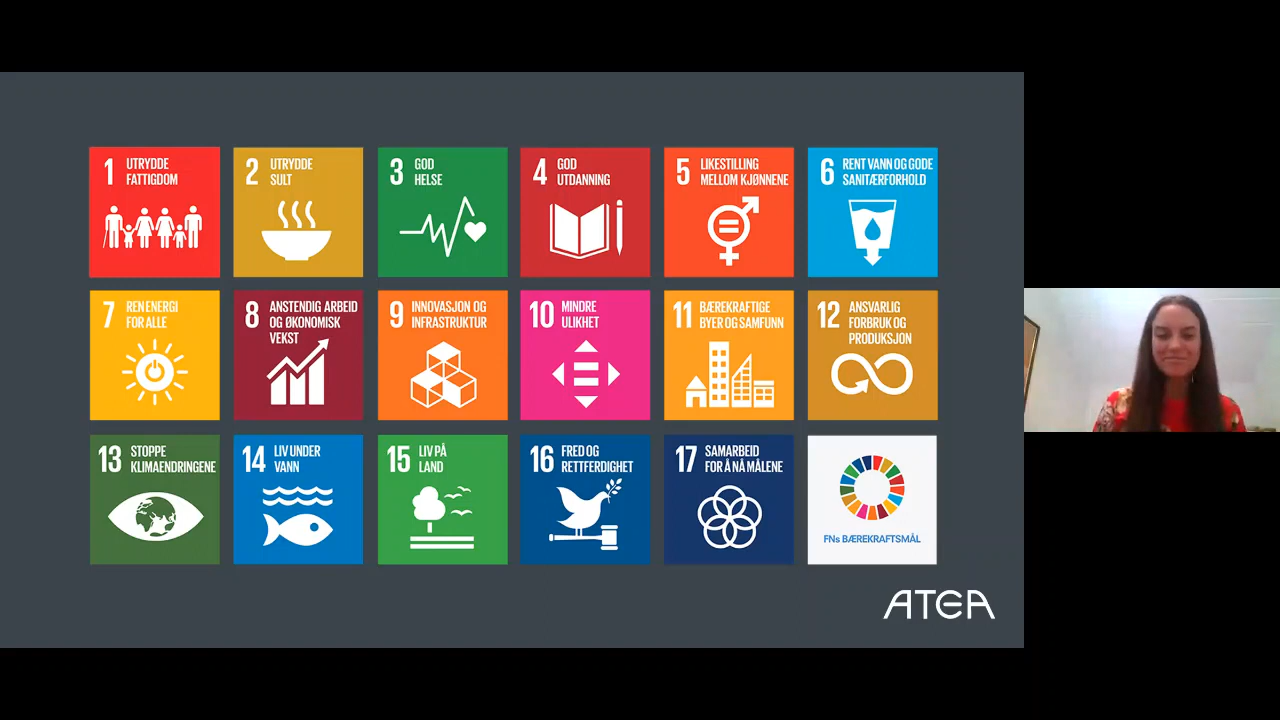 1 UTRYDDE
FATTIGDOM
2 UTRYDDE
SULT
3 GOD
HELSE
4 GOD
UTDANNING
5 LIKESTILLING
MELLOM KJØNNENE
6 RENT VANN OG GODE
SANITÆRFORHOLD
7 REN ENERGI
FOR ALLE
8 ANSTENDIG ARBEID
OG ØKONOMISK
VEKST
9 INNOVASJON OG
INFRASTRUKTUR
10 MINDRE
ULIKHET
11 BÆREKRAFTIGE
BYER OG SAMFUNN
12 ANSVARLIG
FORBRUK OG
PRODUKSJON
13 STOPPE
KLIMAENDRINGENE
14 LIV UNDER
VANN
15 LIV PÅ
LAND
16 FRED OG
RETTFERDIGHET
17 SAMARBEID
FOR Å NÅ MÅLENE
FNs BÆREKRAFTSMÅL
ATEA